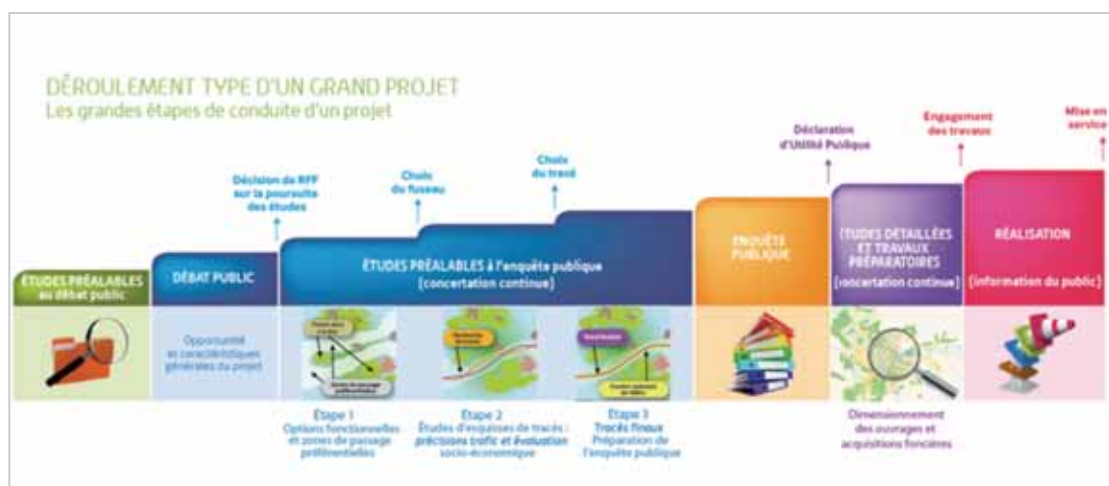 DÉROULEMENT TYPE D'UN GRAND PROJET
Les grandes étapes de conduite d'un projet
Décision de RFF
sur la poursuite
des études
Choix
du fuseau
Choix
du tracé
Déclaration
d'Utilité Publique
Engagement
des travaux
Mise en
service
ÉTUDES PRÉALABLES
au débat public
DÉBAT PUBLIC
ÉTUDES PRÉALABLES à l'enquête publique
(concertation continue)
ENQUÊTE
PUBLIQUE
ÉTUDES DÉTAILLÉES
ET TRAVAUX
PRÉPARATOIRES
(concertation continue)
RÉALISATION
(information du public)
Opportunité
et caractéristiques
générales du projet
Étape 1
Options fonctionnelles
et zones de passage
préférentielles
Étape 2
Études d'esquisses de tracés :
précisions trafic et évaluation
socio-économique
Étape 3
Tracés finaux
Préparation de
l'enquête publique
Dimensionnement
des ouvrages et
acquisitions foncières